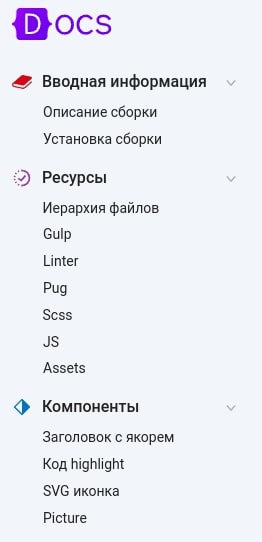 Docs
Вводная информация
Описание сборки
Установка сборки
Ресурсы
Иерархия файлов
Gulp
Linter
Pug
Scss
JS
Assets
Компоненты
Заголовок с якорем
Код highlight
SVG иконка
Picture